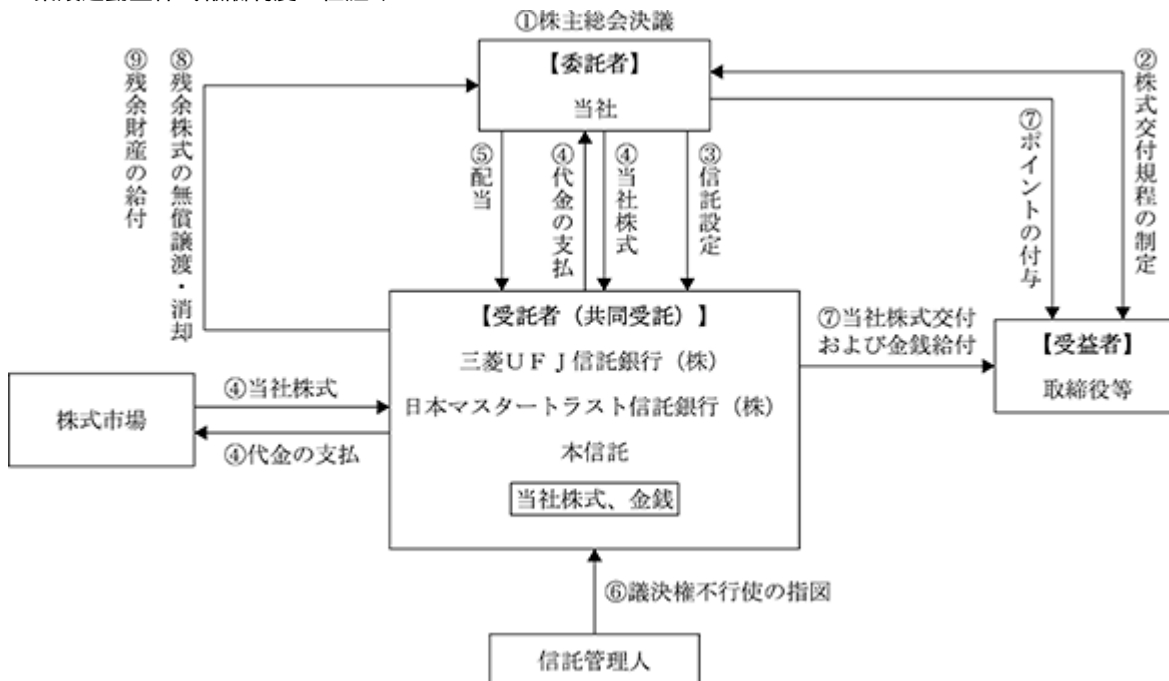 ①株主総会決議
【委託者】
当社
⑨残余財産の給付
⑧残余株式の無償譲渡・消却
⑤配当
④代金の支払
④当社株式
③信託設定
⑦ポイントの付与
②株式交付規程の制定
【受託者（共同受託）】
三菱ＵＦＪ信託銀行（株）
日本マスタートラスト信託銀行（株）
本信託
当社株式、金銭
⑦当社株式交付
および金銭給付
【受益者】
取締役等
株式市場
④当社株式
④代金の支払
⑥議決権不行使の指図
信託管理人